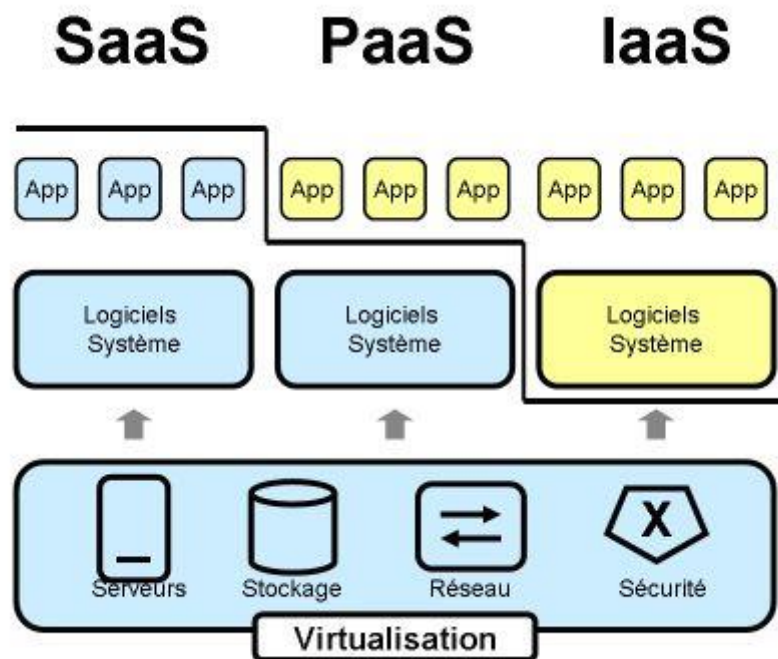 SaaS PaaS IaaS
App App App App App App App App App
Logiciels Logiciels Logiciels
Système Système Système
X
Serveurs Stockage Réseau Sécurité
Virtualisation